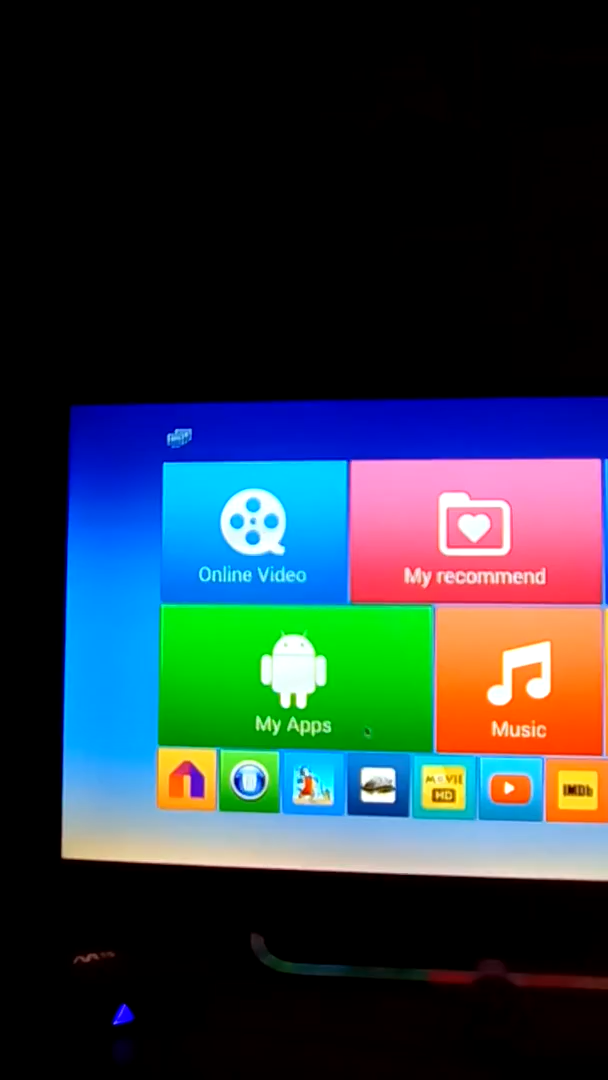 Online Video
My recommend
My Apps
Music
MOVIE
HD
IMDb